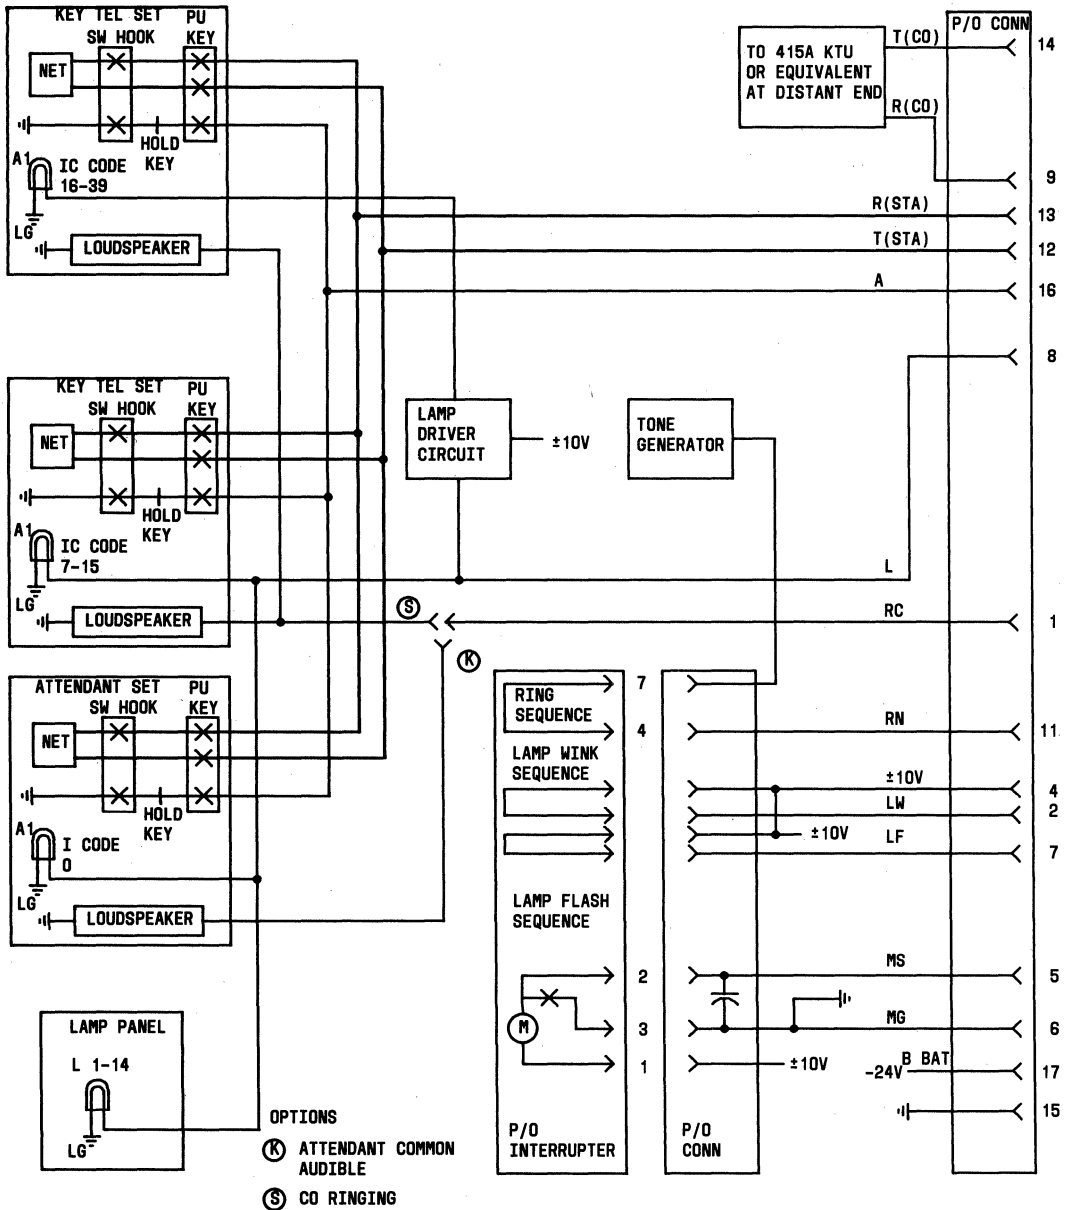 KEY TEL SET
SW HOOK
PU
KEY
NET
HOLD
KEY
A1
IC CODE
16-39
LG
LOUDSPEAKER
KEY TEL SET
SW HOOK
PU
KEY
NET
HOLD
KEY
A1
IC CODE
7-15
LG
LOUDSPEAKER
ATTENDANT SET
SW HOOK
PU
KEY
NET
HOLD
KEY
A1
I CODE
0
LG
LOUDSPEAKER
LAMP PANEL
L 1-14
LG
OPTIONS
K ATTENDANT COMMON
AUDIBLE
S CO RINGING
LAMP
DRIVER
CIRCUIT
±10V
TONE
GENERATOR
S
K
RING
SEQUENCE
LAMP WINK
SEQUENCE
LAMP FLASH
SEQUENCE
M
P/O
INTERRUPTER
7
4
2
3
1
±10V
±10V
P/O
CONN
TO 415A KTU
OR EQUIVALENT
AT DISTANT END
T(CO)
R(CO)
R(STA)
T(STA)
A
L
RC
RN
±10V
LW
LF
MS
MG
B BAT
-24V
P/O CONN
14
9
13
12
16
8
1
11
4
2
7
5
6
17
15